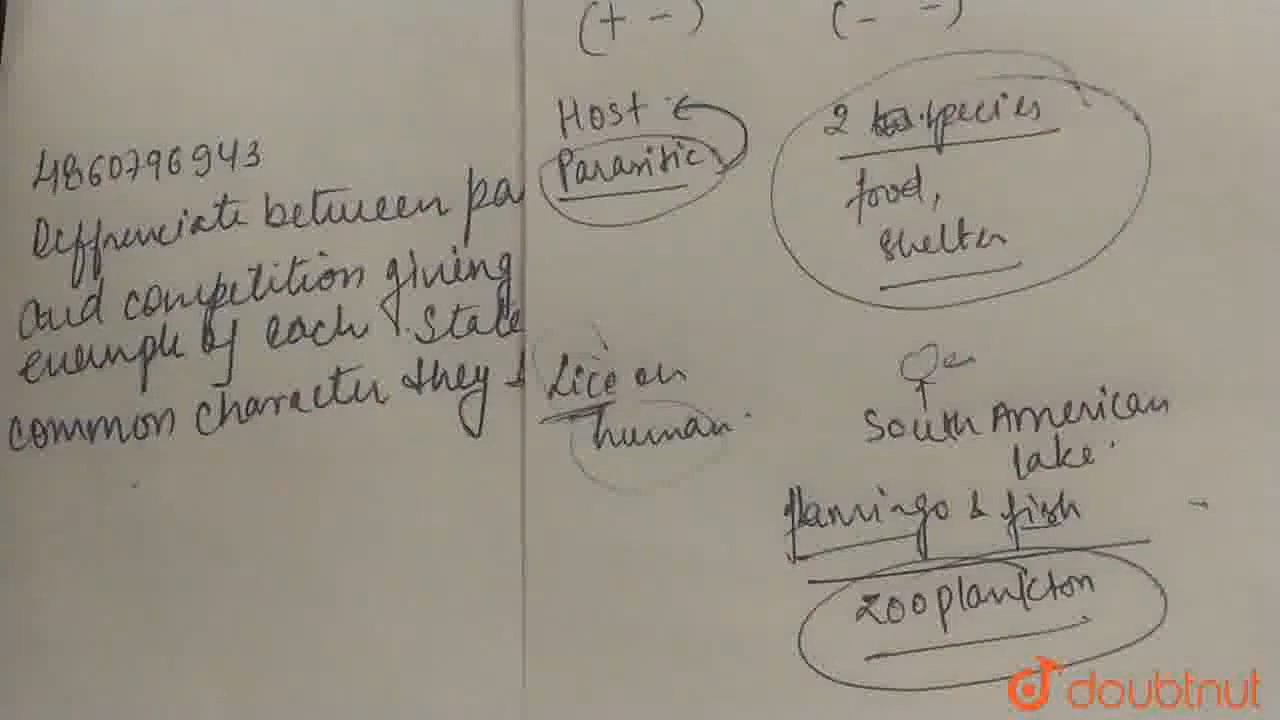 (+ -)
(- -)
4860796943
Deffrenciate between pa
and competition giving
example of each & State
common character they s
Host
Parasitic
Lice on
human.
2 species
food,
shelter
South American
lake.
flamingo & fish
zooplankton
doubtnut